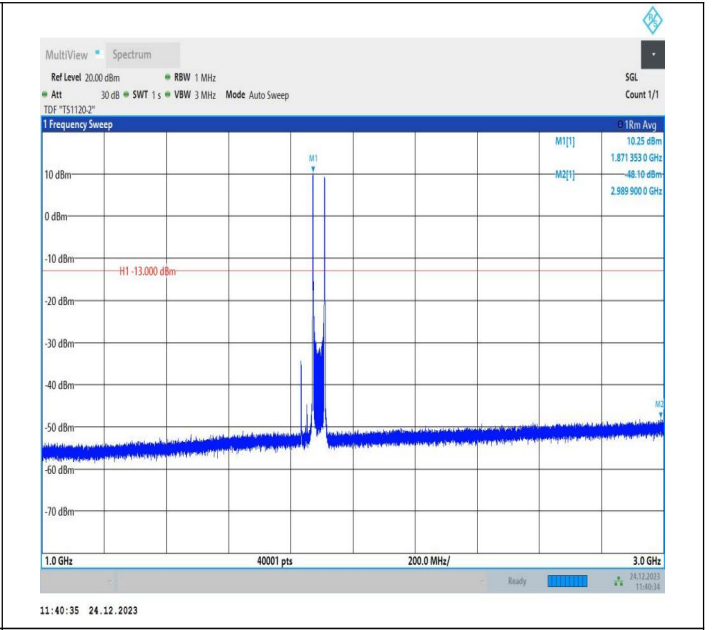 MultiView Spectrum
Ref Level 20.00 dBm RBW 1 MHz SGL
Att 30 dB SWT 1 s VBW 3 MHz Mode Auto Sweep Count 1/1
TDF "TS1120-2"
1 Frequency Sweep 1Rm Avg
M1[1] 10.25 dBm
1.871 353 0 GHz
M1
10 dBm M2[1] -48.10 dBm
2.989 900 0 GHz
0 dBm
-10 dBm
H1 -13.000 dBm
-20 dBm
-30 dBm
-40 dBm
M2
-50 dBm
-60 dBm
-70 dBm
1.0 GHz 40001 pts 200.0 MHz/ 3.0 GHz
Ready 24.12.2023
11:40:34
11:40:35 24.12.2023